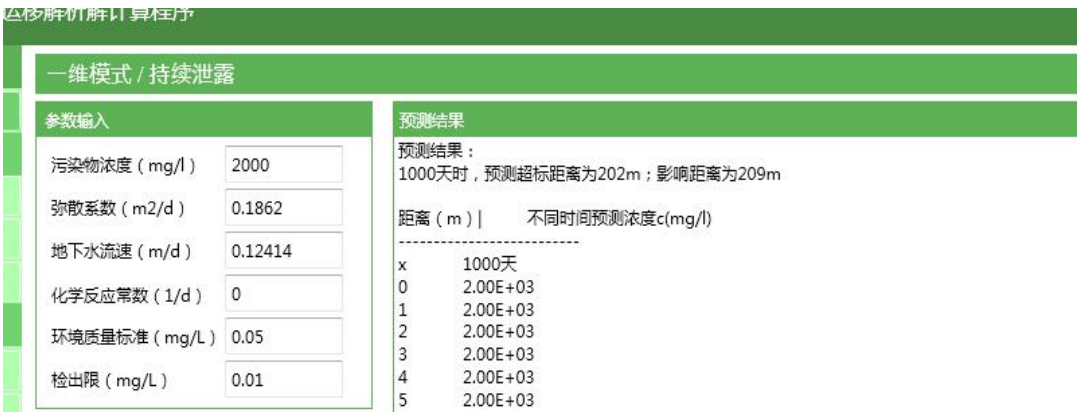 运移解析解计算程序
一维模式 / 持续泄露
参数输入
污染物浓度（mg/l） 2000
弥散系数（m2/d） 0.1862
地下水流速（m/d） 0.12414
化学反应常数（1/d） 0
环境质量标准（mg/L） 0.05
检出限（mg/L） 0.01
预测结果
预测结果：
1000天时，预测超标距离为202m；影响距离为209m
距离（m）| 不同时间预测浓度c(mg/l)
--------------------------
x 1000天
0 2.00E+03
1 2.00E+03
2 2.00E+03
3 2.00E+03
4 2.00E+03
5 2.00E+03